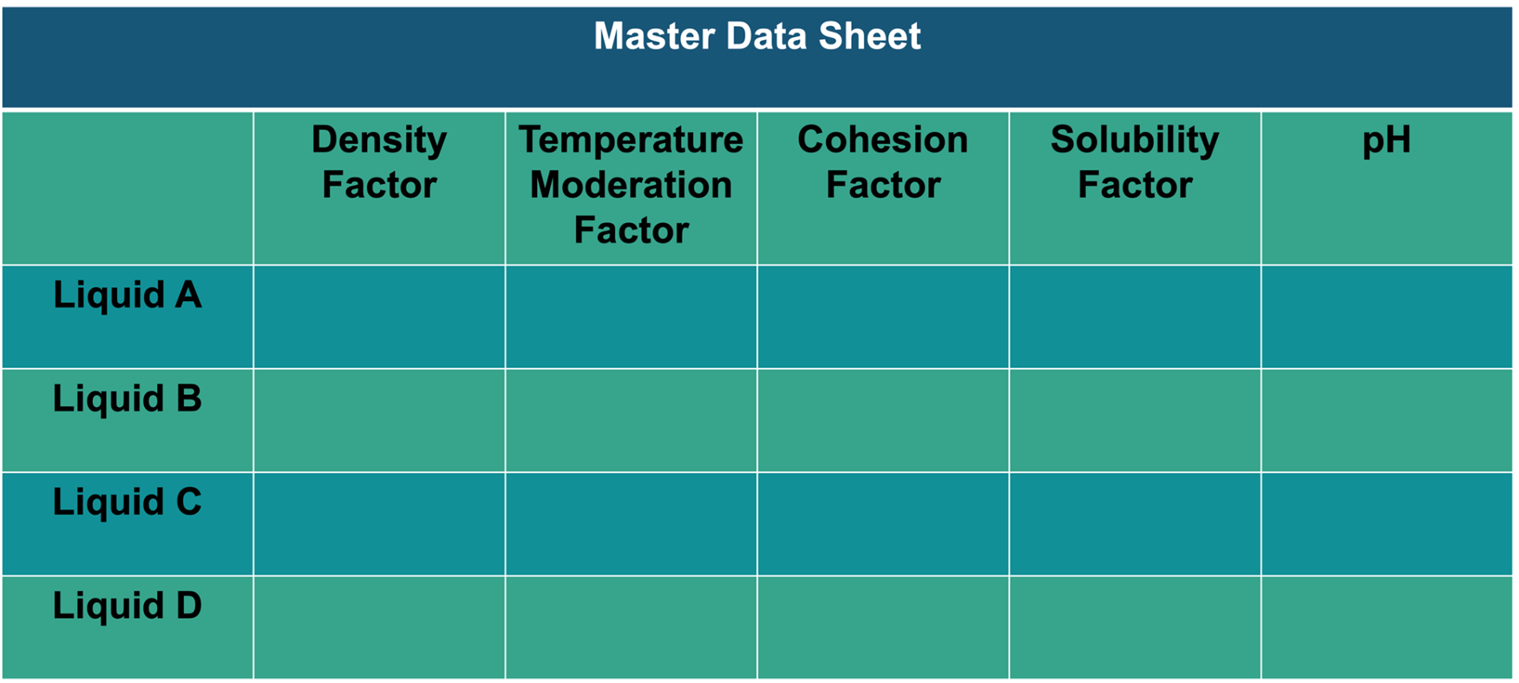 Master Data Sheet
Density
Factor
Temperature
Moderation
Factor
Cohesion
Factor
Solubility
Factor
pH
Liquid A
Liquid B
Liquid C
Liquid D